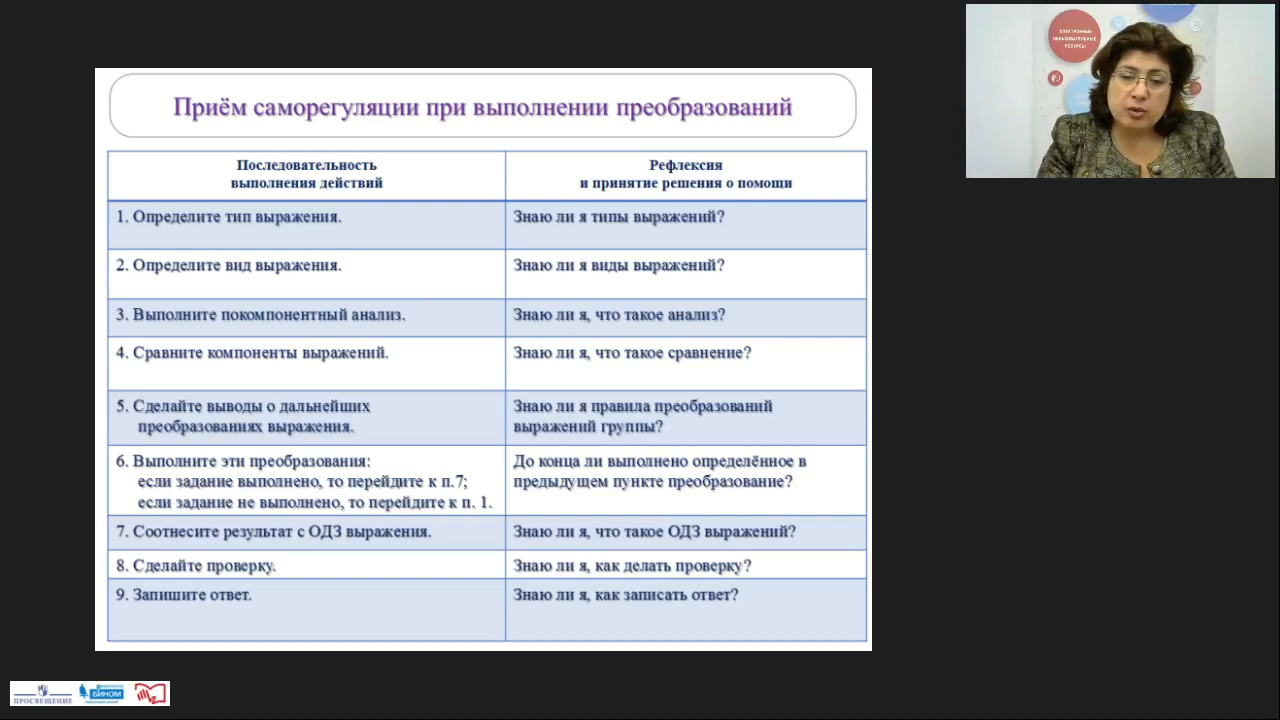 ЭЛЕКТРОННЫЕ
ОБРАЗОВАТЕЛЬНЫЕ
РЕСУРСЫ
Приём саморегуляции при выполнении преобразований
Последовательность
выполнения действий
Рефлексия
и принятие решения о помощи
1. Определите тип выражения.
Знаю ли я типы выражений?
2. Определите вид выражения.
Знаю ли я виды выражений?
3. Выполните покомпонентный анализ.
Знаю ли я, что такое анализ?
4. Сравните компоненты выражений.
Знаю ли я, что такое сравнение?
5. Сделайте выводы о дальнейших
преобразованиях выражения.
Знаю ли я правила преобразований
выражений группы?
6. Выполните эти преобразования:
если задание выполнено, то перейдите к п.7;
если задание не выполнено, то перейдите к п. 1.
До конца ли выполнено определённое в
предыдущем пункте преобразование?
7. Соотнесите результат с ОДЗ выражения.
Знаю ли я, что такое ОДЗ выражений?
8. Сделайте проверку.
Знаю ли я, как делать проверку?
9. Запишите ответ.
Знаю ли я, как записать ответ?
ПРОСВЕЩЕНИЕ
БИНОМ